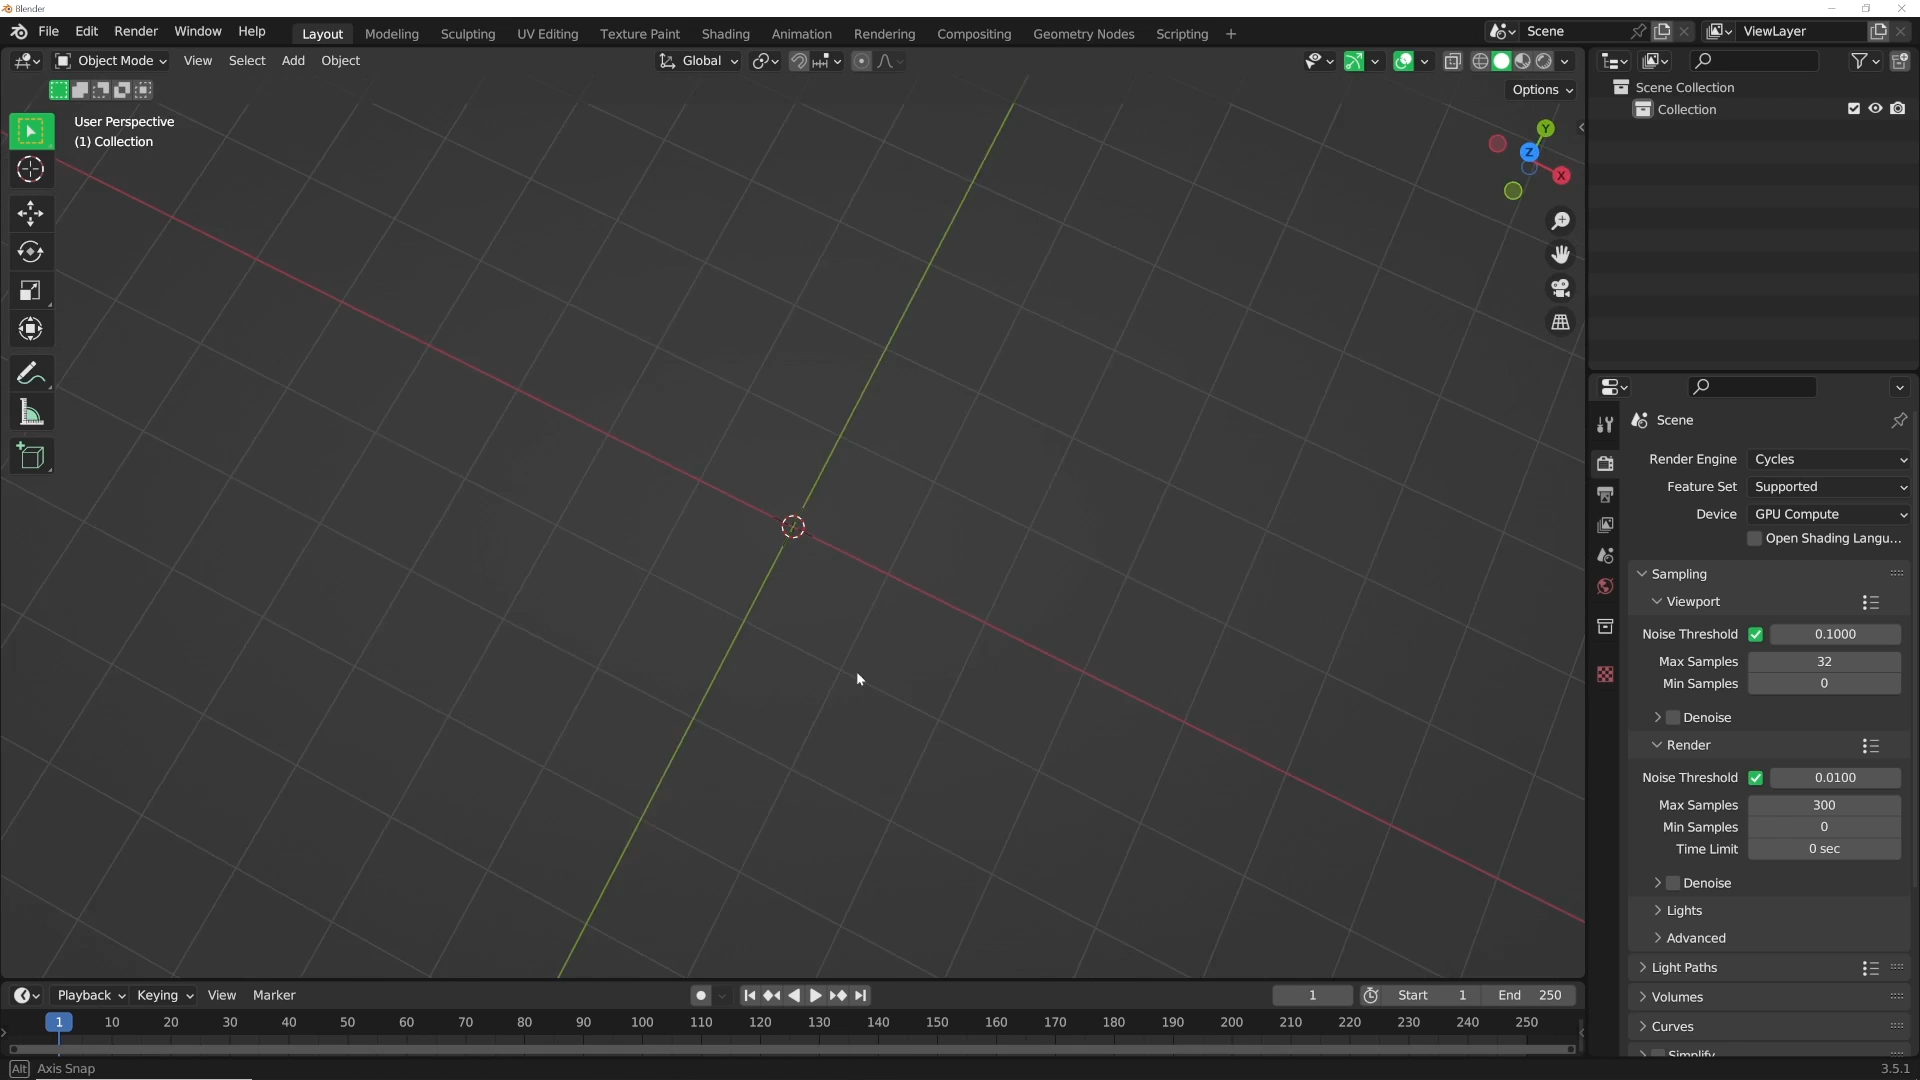 Blender
File Edit Render Window Help Layout Modeling Sculpting UV Editing Texture Paint Shading Animation Rendering Compositing Geometry Nodes Scripting + Scene ViewLayer
Object Mode View Select Add Object Global
Options
User Perspective
(1) Collection
Y
Z
X
Scene Collection
Collection
Scene
Render Engine Cycles
Feature Set Supported
Device GPU Compute
Open Shading Langu...
Sampling
Viewport
Noise Threshold 0.1000
Max Samples 32
Min Samples 0
Denoise
Render
Noise Threshold 0.0100
Max Samples 300
Min Samples 0
Time Limit 0 sec
Denoise
Lights
Advanced
Light Paths
Volumes
Curves
Simplify
Playback Keying View Marker 1 Start 1 End 250
1 10 20 30 40 50 60 70 80 90 100 110 120 130 140 150 160 170 180 190 200 210 220 230 240 250
Alt Axis Snap 3.5.1